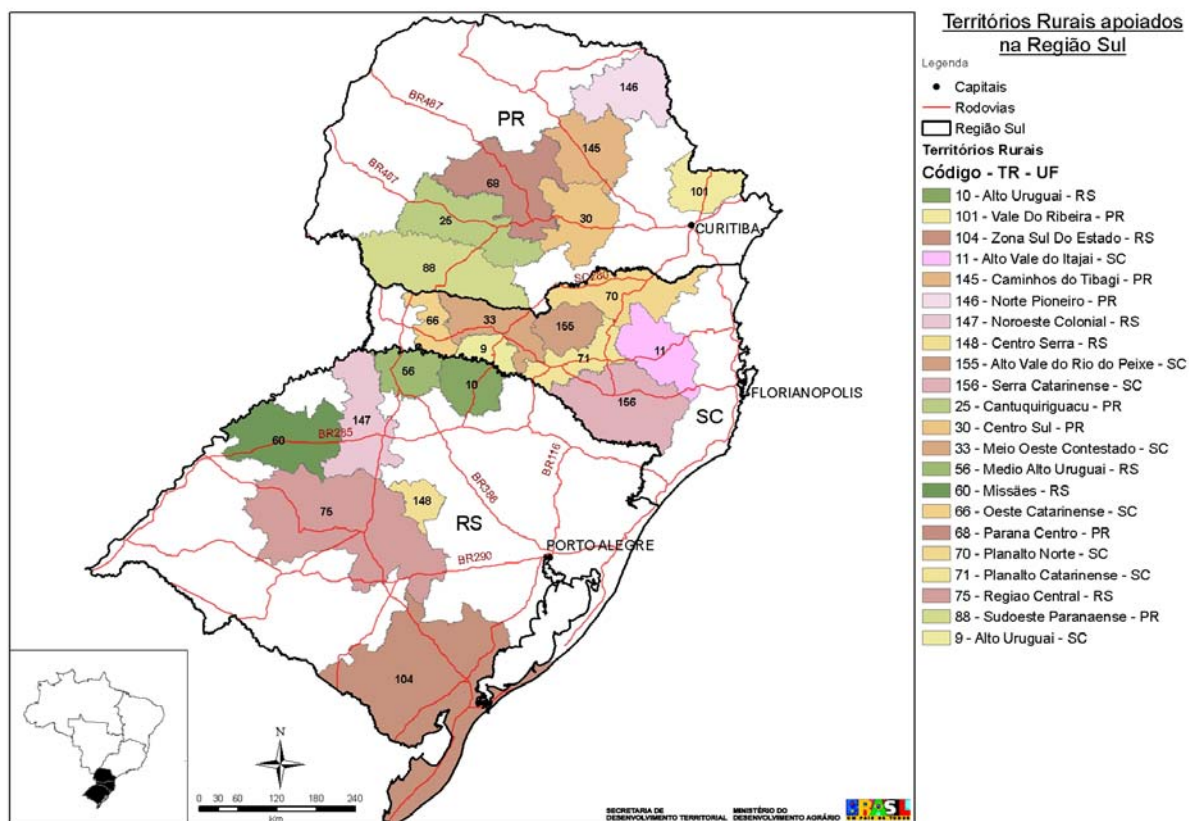 Territórios Rurais apoiados
na Região Sul
Legenda
Capitais
Rodovias
Região Sul
Territórios Rurais
Código - TR - UF
10 - Alto Uruguai - RS
101 - Vale Do Ribeira - PR
104 - Zona Sul Do Estado - RS
11 - Alto Vale do Itajai - SC
145 - Caminhos do Tibagi - PR
146 - Norte Pioneiro - PR
147 - Noroeste Colonial - RS
148 - Centro Serra - RS
155 - Alto Vale do Rio do Peixe - SC
156 - Serra Catarinense - SC
25 - Cantuquiriguacu - PR
30 - Centro Sul - PR
33 - Meio Oeste Contestado - SC
56 - Medio Alto Uruguai - RS
60 - Missães - RS
66 - Oeste Catarinense - SC
68 - Parana Centro - PR
70 - Planalto Norte - SC
71 - Planalto Catarinense - SC
75 - Regiao Central - RS
88 - Sudoeste Paranaense - PR
9 - Alto Uruguai - SC
146
BR487
PR
145
BR467
68
101
25
30
CURITIBA
88
SC280
70
66
33
155
9
71
11
56
10
FLORIANOPOLIS
156
SC
147
60
BR285
BR116
BR386
148
75
RS
PORTO ALEGRE
BR290
104
N
0 30 60 120 180 240
km
SECRETARIA DE
DESENVOLVIMENTO TERRITORIAL
MINISTÉRIO DO
DESENVOLVIMENTO AGRÁRIO
BRASIL
UM PAÍS DE TODOS